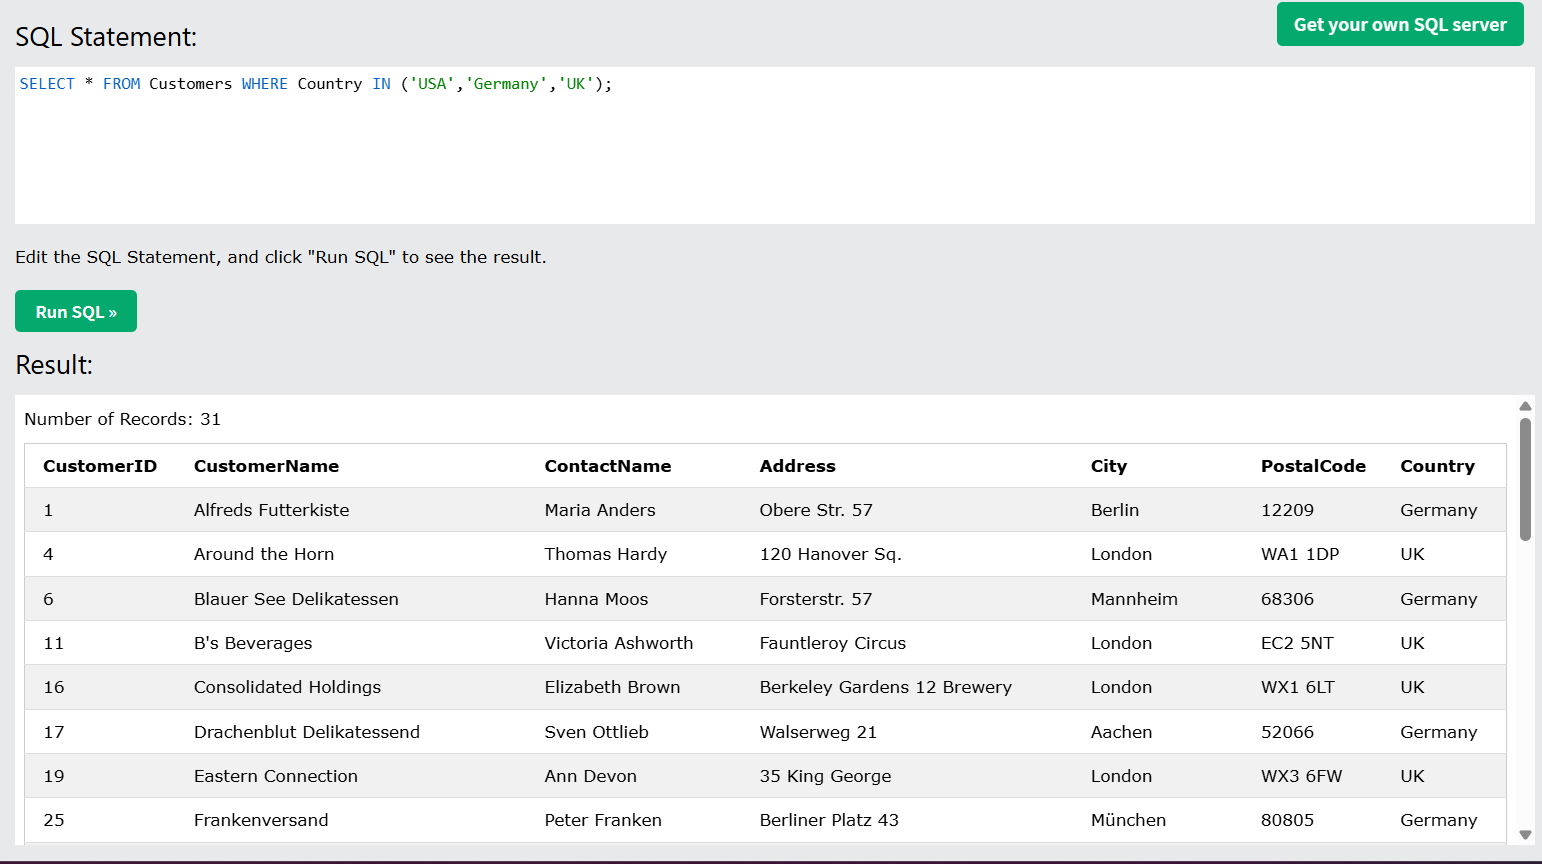 SQL Statement:
Get your own SQL server
SELECT * FROM Customers WHERE Country IN ('USA','Germany','UK');
Edit the SQL Statement, and click "Run SQL" to see the result.
Run SQL »
Result:
Number of Records: 31
CustomerID CustomerName ContactName Address City PostalCode Country
1 Alfreds Futterkiste Maria Anders Obere Str. 57 Berlin 12209 Germany
4 Around the Horn Thomas Hardy 120 Hanover Sq. London WA1 1DP UK
6 Blauer See Delikatessen Hanna Moos Forsterstr. 57 Mannheim 68306 Germany
11 B's Beverages Victoria Ashworth Fauntleroy Circus London EC2 5NT UK
16 Consolidated Holdings Elizabeth Brown Berkeley Gardens 12 Brewery London WX1 6LT UK
17 Drachenblut Delikatessend Sven Ottlieb Walserweg 21 Aachen 52066 Germany
19 Eastern Connection Ann Devon 35 King George London WX3 6FW UK
25 Frankenversand Peter Franken Berliner Platz 43 München 80805 Germany